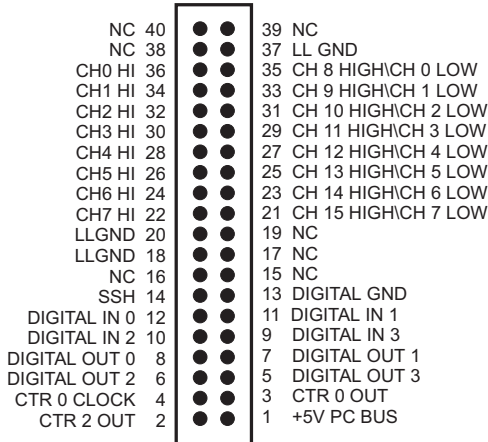 NC 40 39 NC
NC 38 37 LL GND
CH0 HI 36 35 CH 8 HIGH\CH 0 LOW
CH1 HI 34 33 CH 9 HIGH\CH 1 LOW
CH2 HI 32 31 CH 10 HIGH\CH 2 LOW
CH3 HI 30 29 CH 11 HIGH\CH 3 LOW
CH4 HI 28 27 CH 12 HIGH\CH 4 LOW
CH5 HI 26 25 CH 13 HIGH\CH 5 LOW
CH6 HI 24 23 CH 14 HIGH\CH 6 LOW
CH7 HI 22 21 CH 15 HIGH\CH 7 LOW
LLGND 20 19 NC
LLGND 18 17 NC
NC 16 15 NC
SSH 14 13 DIGITAL GND
DIGITAL IN 0 12 11 DIGITAL IN 1
DIGITAL IN 2 10 9 DIGITAL IN 3
DIGITAL OUT 0 8 7 DIGITAL OUT 1
DIGITAL OUT 2 6 5 DIGITAL OUT 3
CTR 0 CLOCK 4 3 CTR 0 OUT
CTR 2 OUT 2 1 +5V PC BUS